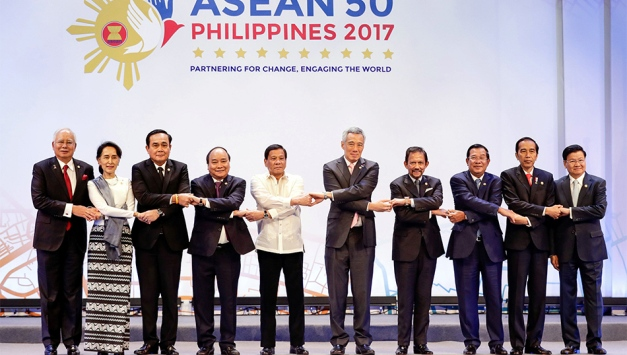 ASEAN 50
PHILIPPINES 2017
PARTNERING FOR CHANGE, ENGAGING THE WORLD